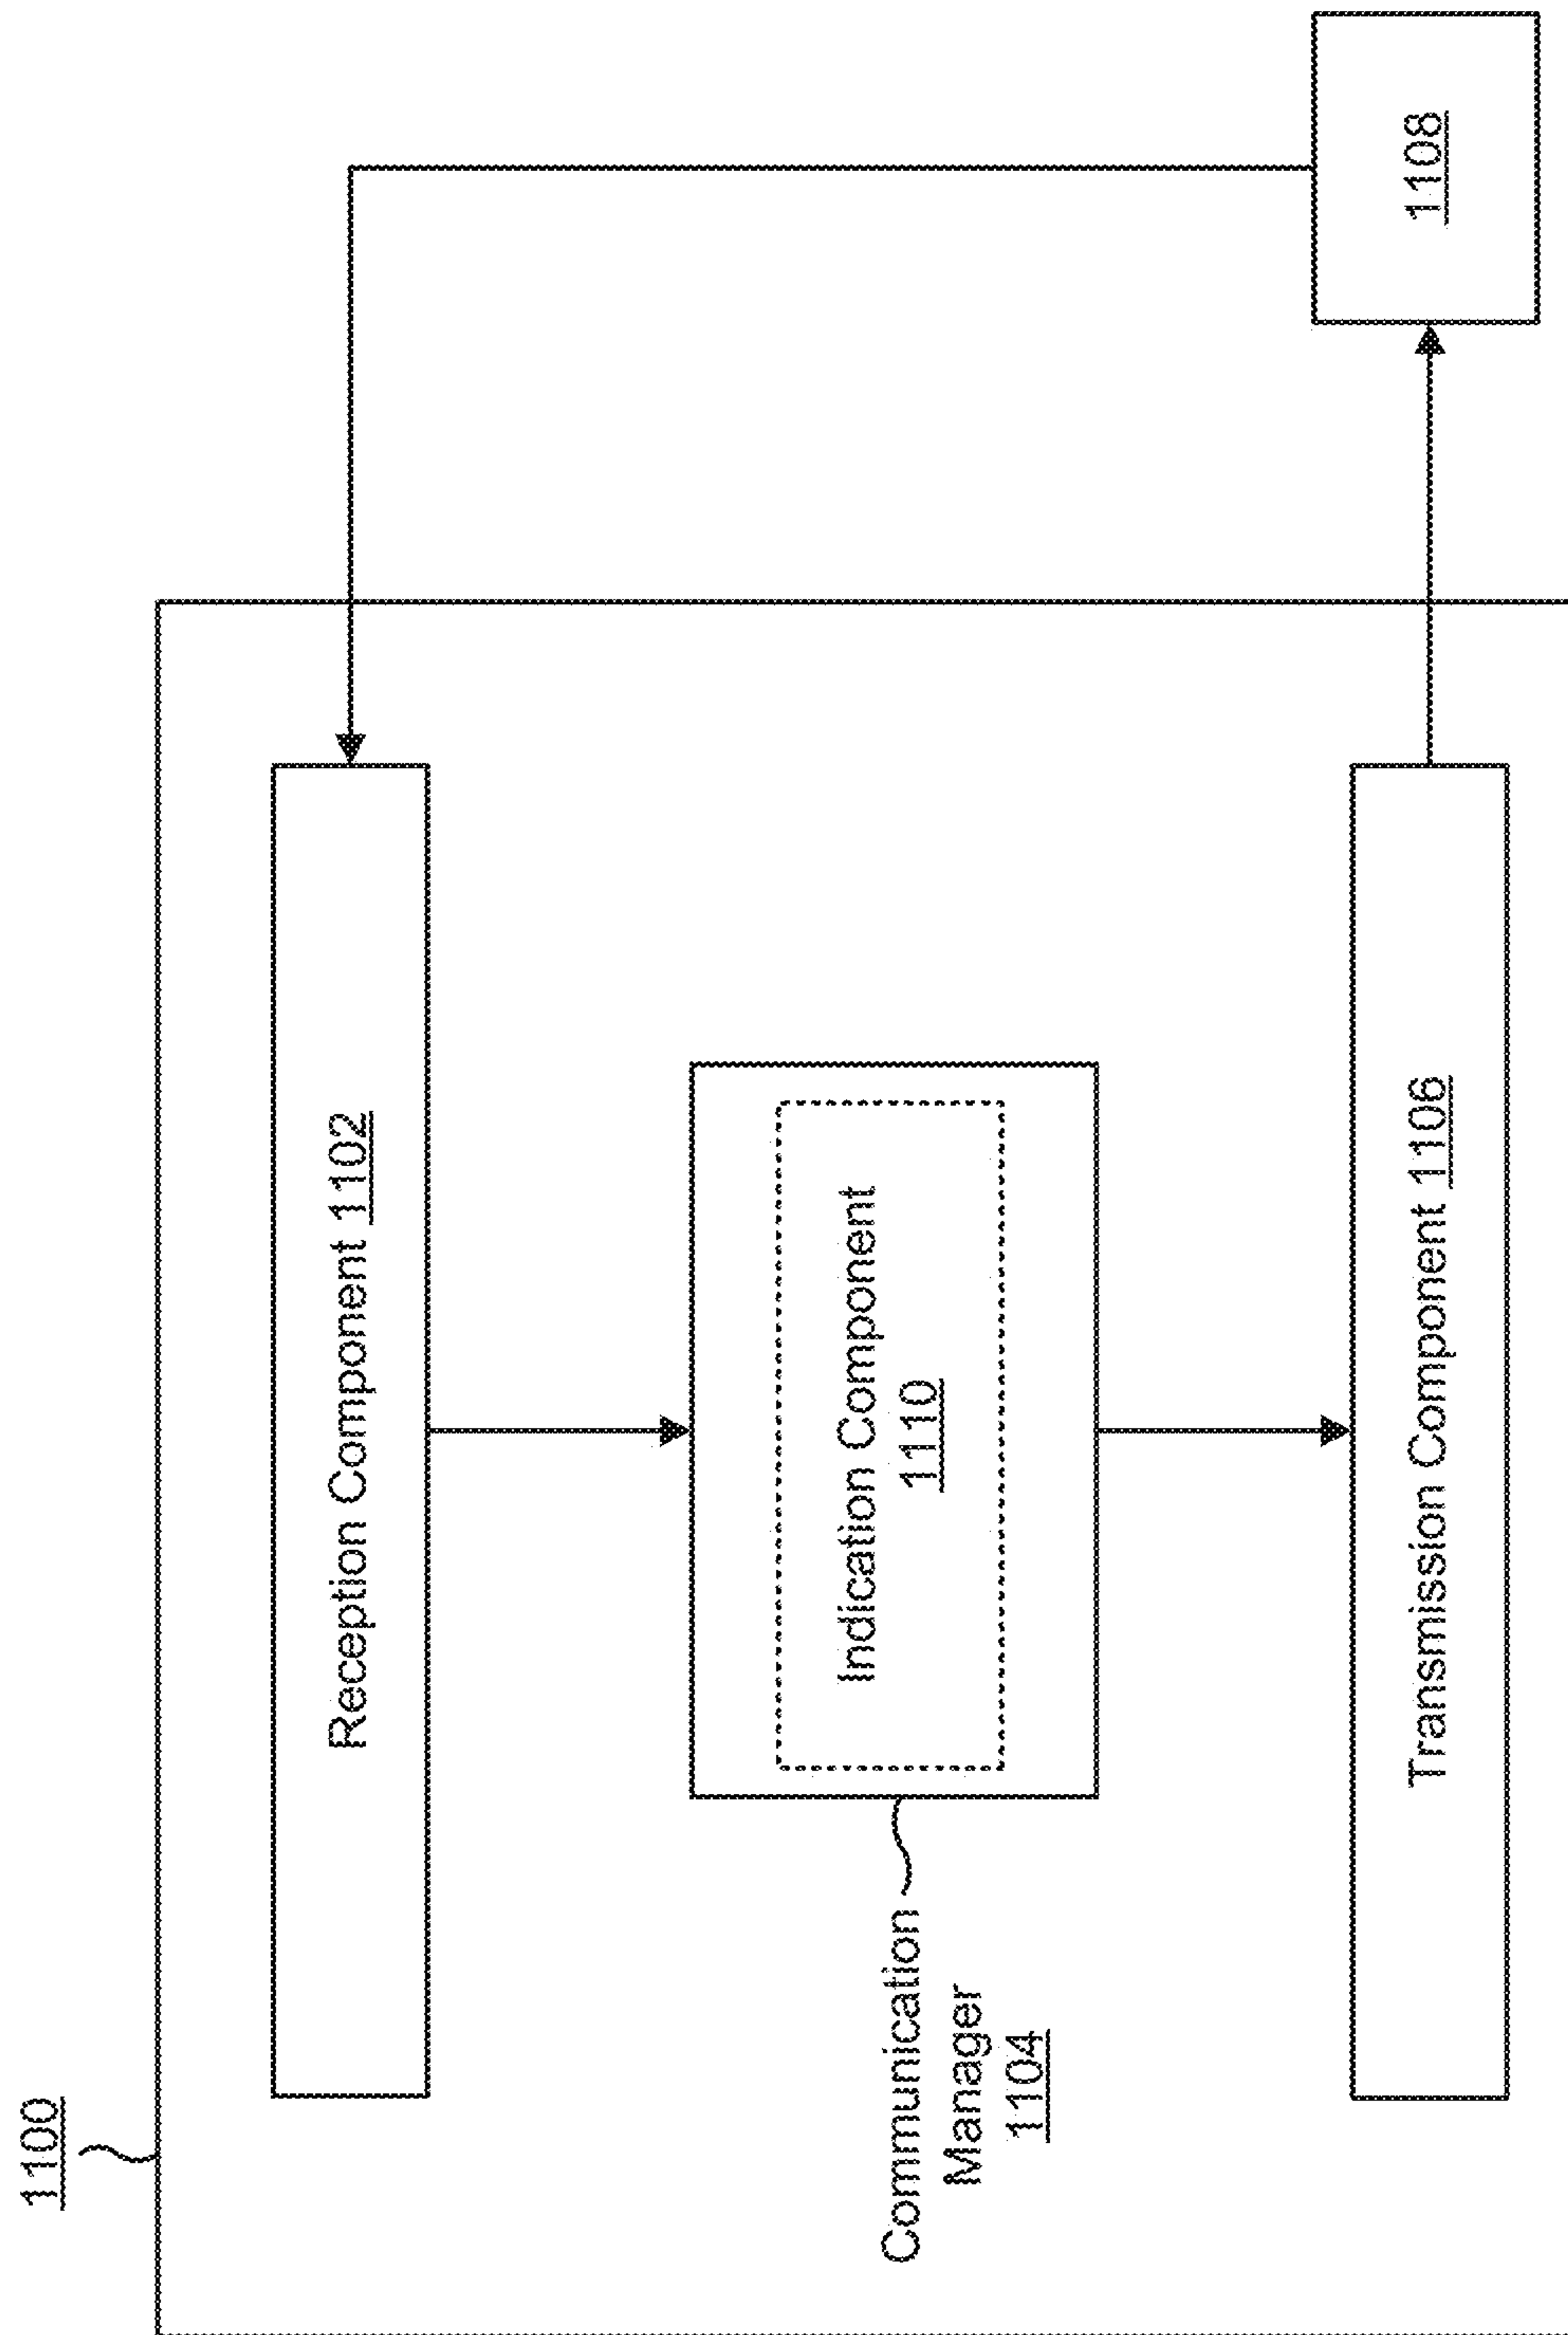 1100
Reception Component 1102
Indication Component
1110
Communication
Manager
1104
Transmission Component 1106
1108